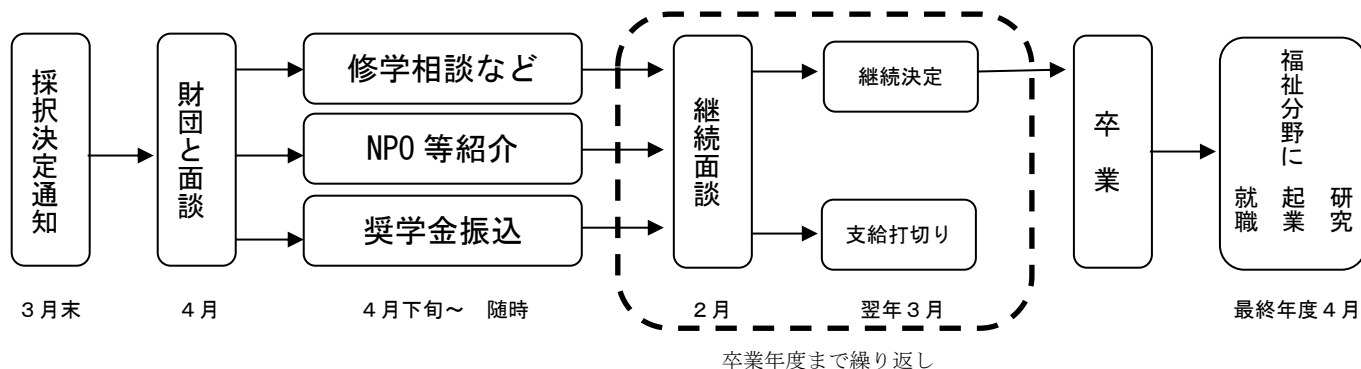 採択決定通知
財団と面談
修学相談など
NPO 等紹介
奨学金振込
継続面談
継続決定
支給打切り
卒業
福祉分野に
就職
起業
研究
３月末
４月
４月下旬～ 随時
２月
翌年３月
最終年度４月
卒業年度まで繰り返し